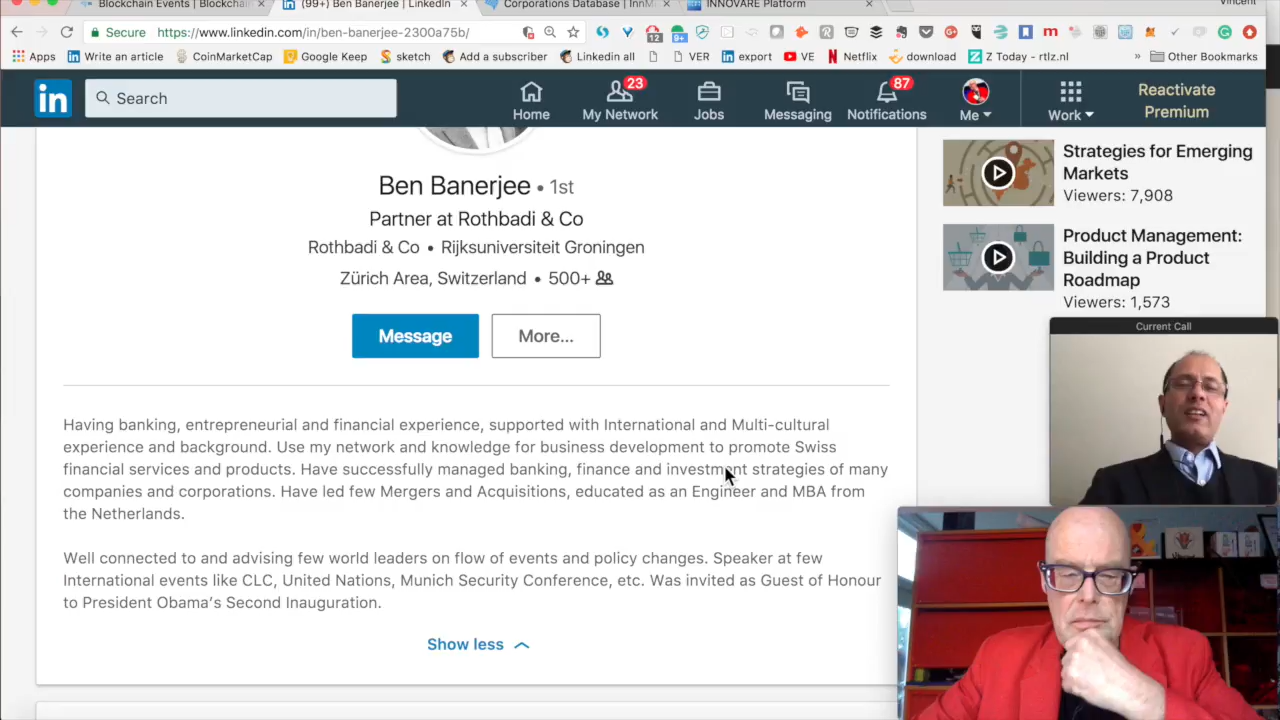 Blockchain Events | Blockchain
(99+) Ben Banerjee | LinkedIn
Corporations Database | InnM
INNOVARE Platform
Vincent
Secure https://www.linkedin.com/in/ben-banerjee-2300a75b/
12
9+
Apps Write an article CoinMarketCap Google Keep sketch Add a subscriber LinkedIn all VER export VE Netflix download Z Today - rtlz.nl » Other Bookmarks
in Search
23
87
Home My Network Jobs Messaging Notifications Me Work
Reactivate
Premium
Ben Banerjee • 1st
Partner at Rothbadi & Co
Rothbadi & Co • Rijksuniversiteit Groningen
Zürich Area, Switzerland • 500+
Message More...
Having banking, entrepreneurial and financial experience, supported with International and Multi-cultural
experience and background. Use my network and knowledge for business development to promote Swiss
financial services and products. Have successfully managed banking, finance and investment strategies of many
companies and corporations. Have led few Mergers and Acquisitions, educated as an Engineer and MBA from
the Netherlands.
Well connected to and advising few world leaders on flow of events and policy changes. Speaker at few
International events like CLC, United Nations, Munich Security Conference, etc. Was invited as Guest of Honour
to President Obama's Second Inauguration.
Show less
Strategies for Emerging
Markets
Viewers: 7,908
Product Management:
Building a Product
Roadmap
Viewers: 1,573
Current Call